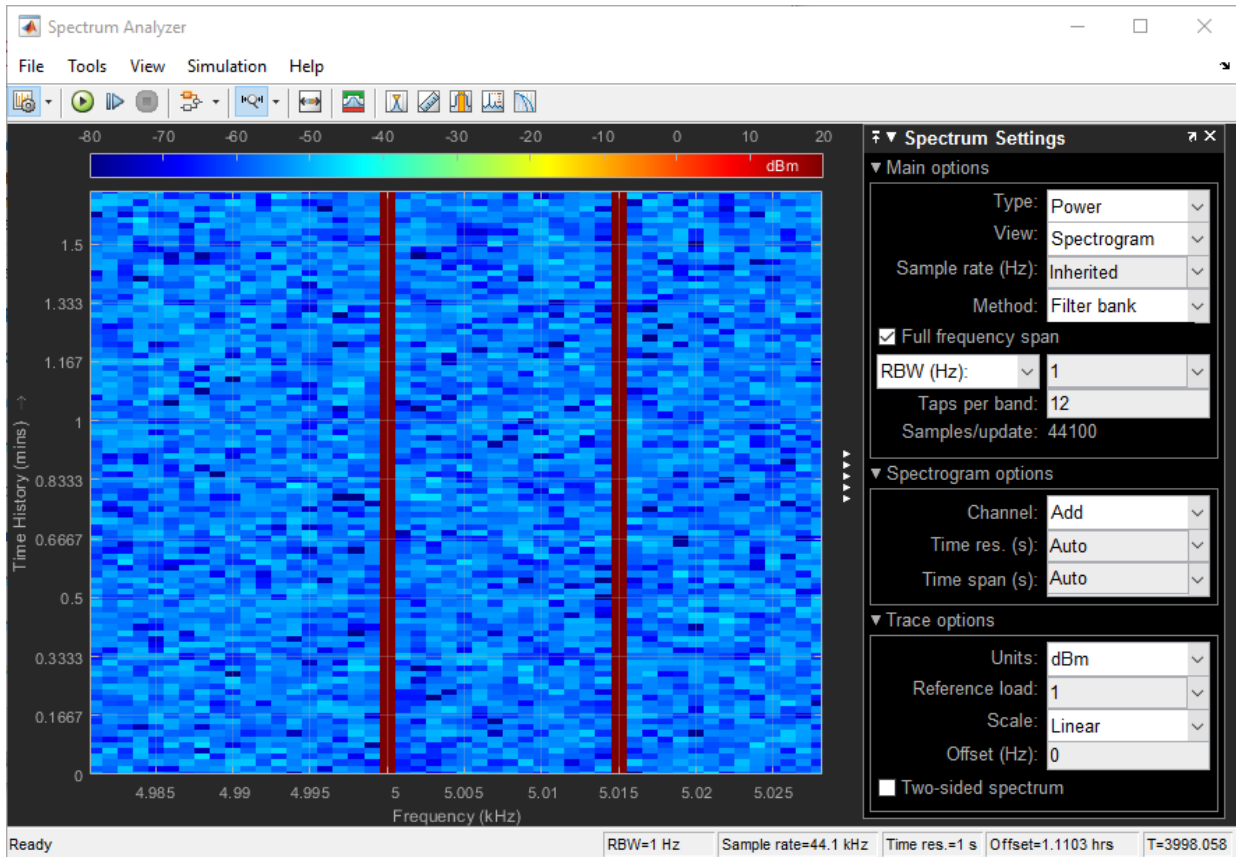 Spectrum Analyzer
File Tools View Simulation Help
-80 -70 -60 -50 -40 -30 -20 -10 0 10 20
dBm
1.5
1.333
1.167
1
0.8333
0.6667
0.5
0.3333
0.1667
0
Time History (mins) →
4.985 4.99 4.995 5 5.005 5.01 5.015 5.02 5.025
Frequency (kHz)
Spectrum Settings
Main options
Type: Power
View: Spectrogram
Sample rate (Hz): Inherited
Method: Filter bank
Full frequency span
RBW (Hz): 1
Taps per band: 12
Samples/update: 44100
Spectrogram options
Channel: Add
Time res. (s): Auto
Time span (s): Auto
Trace options
Units: dBm
Reference load: 1
Scale: Linear
Offset (Hz): 0
Two-sided spectrum
Ready RBW=1 Hz Sample rate=44.1 kHz Time res.=1 s Offset=1.1103 hrs T=3998.058